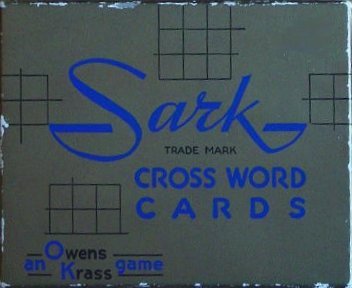 Sark
TRADE MARK
CROSS WORD
CARDS
an Owens Krass game